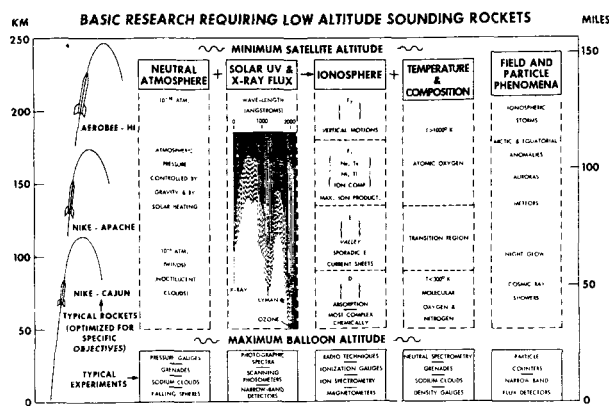 BASIC RESEARCH REQUIRING LOW ALTITUDE SOUNDING ROCKETS
KM
MILES
250
200
150
100
50
0
150
100
50
0
MINIMUM SATELLITE ALTITUDE
NEUTRAL
ATMOSPHERE
+
SOLAR UV &
X-RAY FLUX
IONOSPHERE
+
TEMPERATURE &
COMPOSITION
FIELD AND
PARTICLE
PHENOMENA
AEROBEE - HI
NIKE - APACHE
NIKE - CAJUN
TYPICAL ROCKETS
(OPTIMIZED FOR
SPECIFIC
OBJECTIVES)
TYPICAL
EXPERIMENTS
ATM.
ATMOSPHERIC
PRESSURE
CONTROLLED BY
GRAVITY & BY
SOLAR HEATING
ATM.
(WINDS)
(NOCTILUCENT
CLOUDS)
WAVE-LENGTH
(ANGSTROMS)
0 1000 2000
X-RAY
LYMAN
OZONE
VERTICAL MOTIONS
ION COMP
MAX. ION PRODUCT.
E
VALLEY
SPORADIC E
CURRENT SHEETS
D
ABSORPTION
MOST COMPLEX
CHEMICALLY
ATOMIC OXYGEN
TRANSITION REGION
MOLECULAR
OXYGEN &
NITROGEN
IONOSPHERIC
STORMS
ARCTIC & EQUATORIAL
ANOMALIES
AURORAS
METEORS
NIGHT GLOW
COSMIC RAY
SHOWERS
MAXIMUM BALLOON ALTITUDE
PRESSURE GAUGES
GRENADES
SODIUM CLOUDS
FALLING SPHERES
PHOTOGRAPHIC
SPECTRA
SCANNING
PHOTOMETERS
NARROW-BAND
DETECTORS
RADIO TECHNIQUES
IONIZATION GAUGES
ION SPECTROMETRY
MAGNETOMETERS
NEUTRAL SPECTROMETRY
GRENADES
SODIUM CLOUDS
DENSITY GAUGES
PARTICLE
COUNTERS
NARROW BAND
FLUX DETECTORS